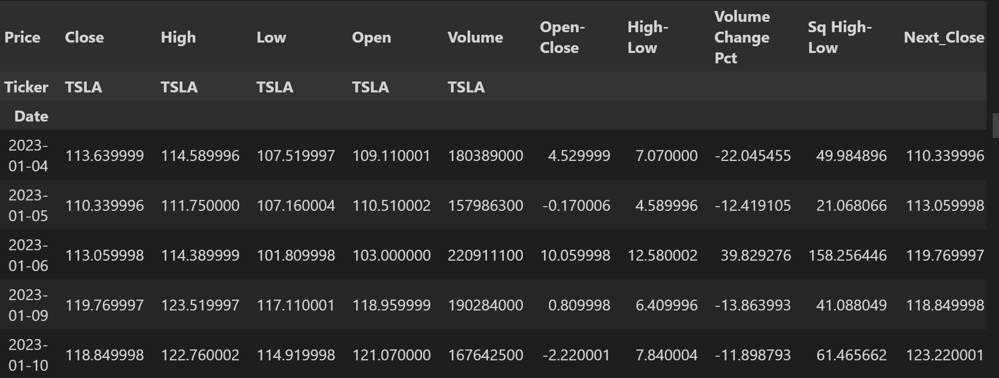 Price Close High Low Open Volume Open-Close High-Low Volume Change Pct Sq High-Low Next_Close
Ticker TSLA TSLA TSLA TSLA TSLA
Date
2023-01-04 113.639999 114.589996 107.519997 109.110001 180389000 4.529999 7.070000 -22.045455 49.984896 110.339996
2023-01-05 110.339996 111.750000 107.160004 110.510002 157986300 -0.170006 4.589996 -12.419105 21.068066 113.059998
2023-01-06 113.059998 114.389999 101.809998 103.000000 220911100 10.059998 12.580002 39.829276 158.256446 119.769997
2023-01-09 119.769997 123.519997 117.110001 118.959999 190284000 0.809998 6.409996 -13.863993 41.088049 118.849998
2023-01-10 118.849998 122.760002 114.919998 121.070000 167642500 -2.220001 7.840004 -11.898793 61.465662 123.220001